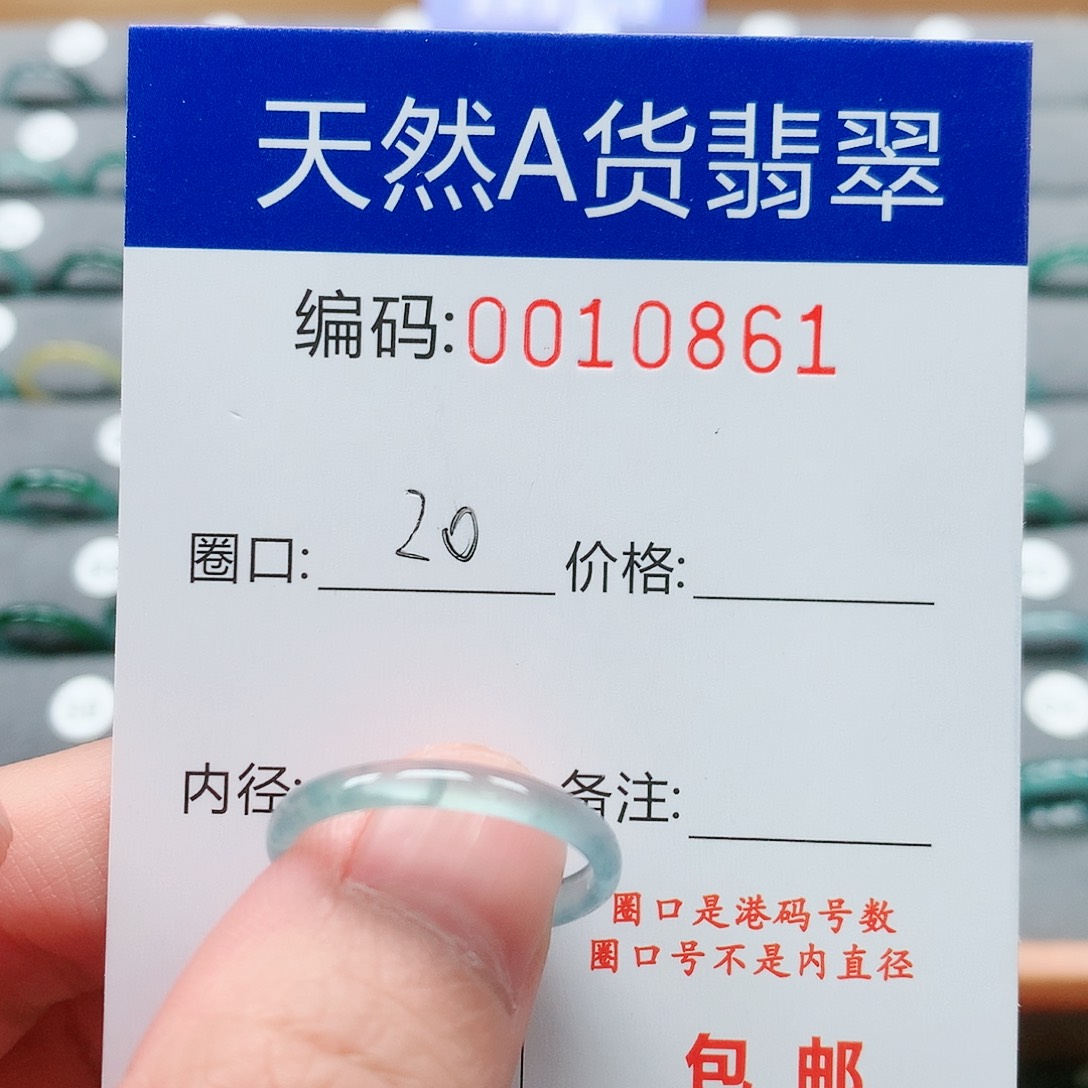 天然A货翡翠
编码:0010861
圈口: 20 价格:
内径: 备注:
圈口是港码号数
圈口号不是内直径
包邮